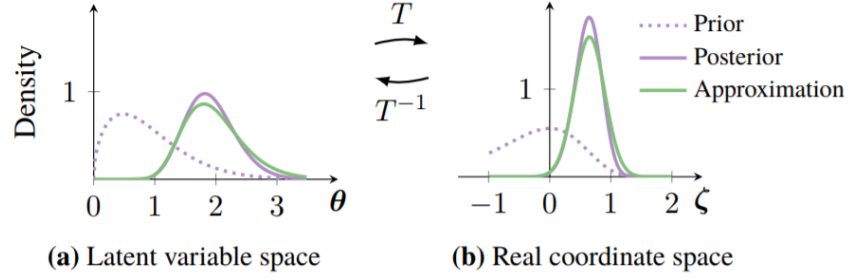 Density
1
0 1 2 3 θ
(a) Latent variable space
T
T⁻¹
1
−1 0 1 2 ζ
(b) Real coordinate space
Prior
Posterior
Approximation